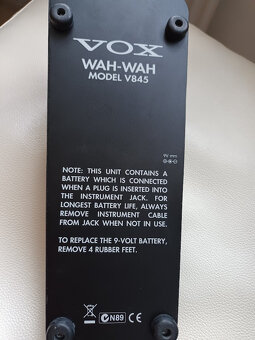 VOX
WAH-WAH
MODEL V845
9V
NOTE: THIS UNIT CONTAINS A
BATTERY WHICH IS CONNECTED
WHEN A PLUG IS INSERTED INTO
THE INSTRUMENT JACK. FOR
LONGEST BATTERY LIFE, ALWAYS
REMOVE INSTRUMENT CABLE
FROM JACK WHEN NOT IN USE.
TO REPLACE THE 9-VOLT BATTERY,
REMOVE 4 RUBBER FEET.
N89 CE